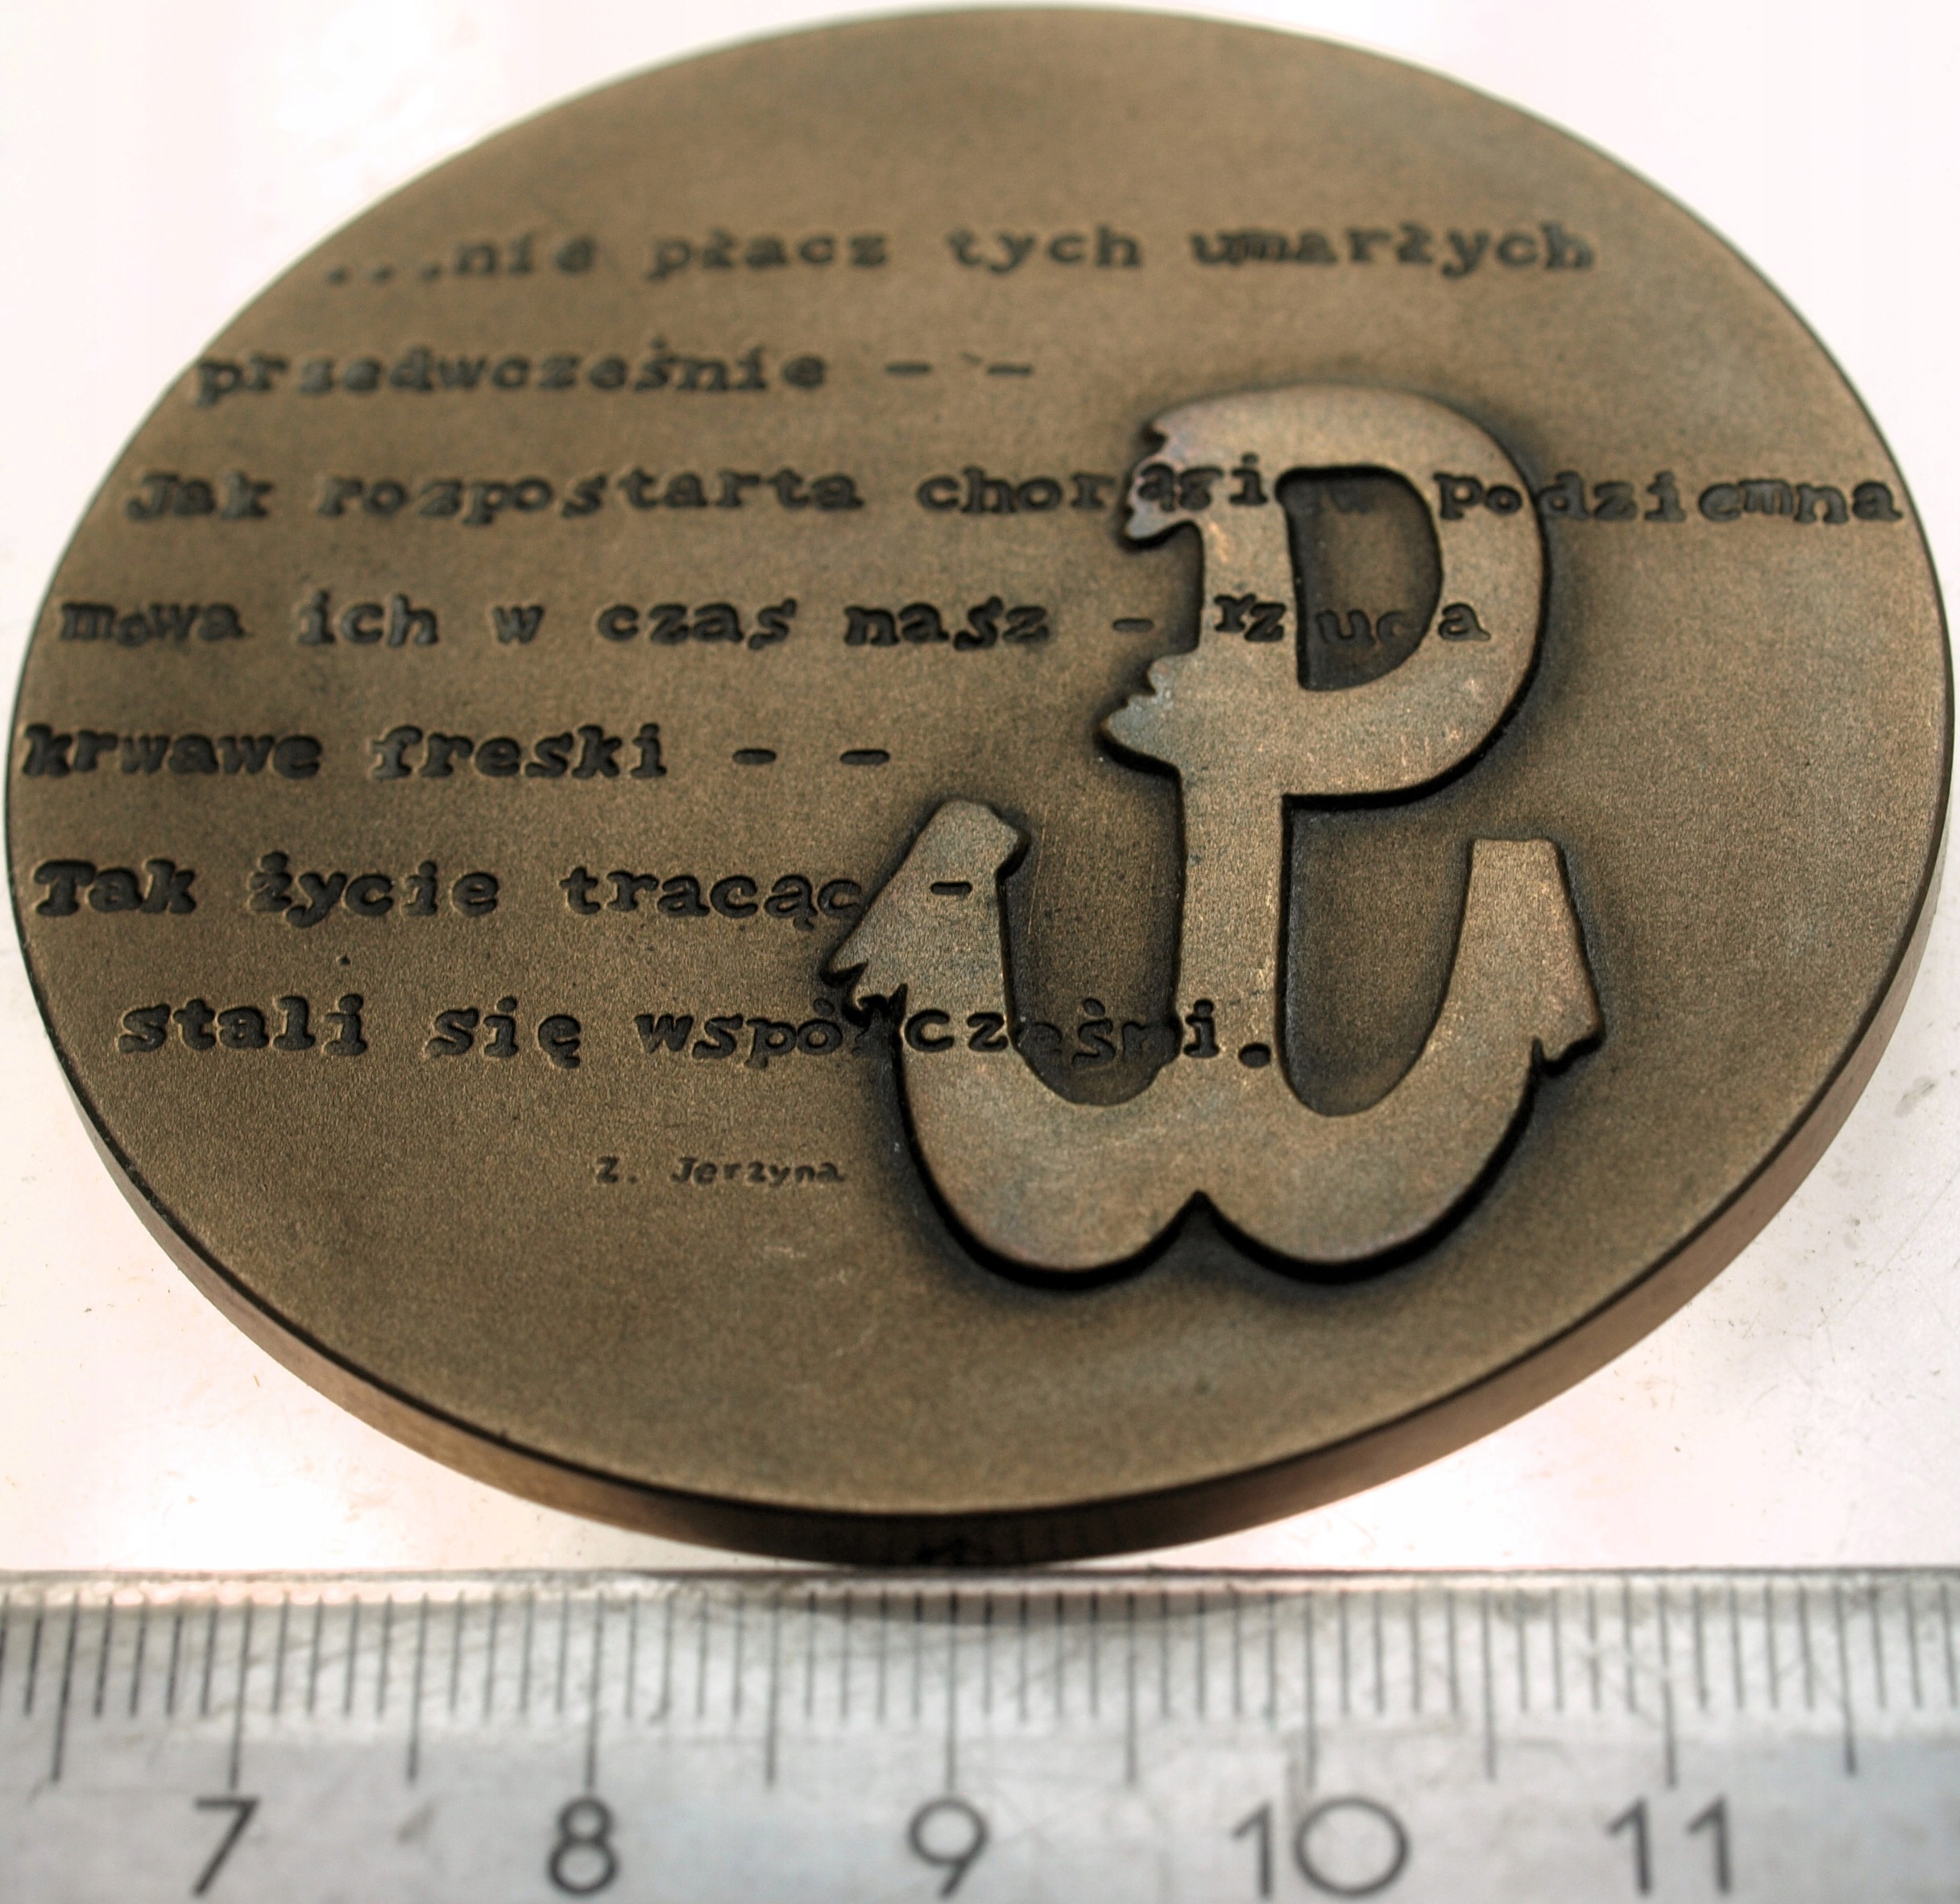 ...nie płacz tych umarłych
przedwcześnie - -
Jak rozpostarta chorągiew podziemna
mowa ich w czas nasz - rzuca
krwawe freski - -
Tak życie tracąc -
stali się współcześni.
Z. Jerzyna
7 8 9 10 11